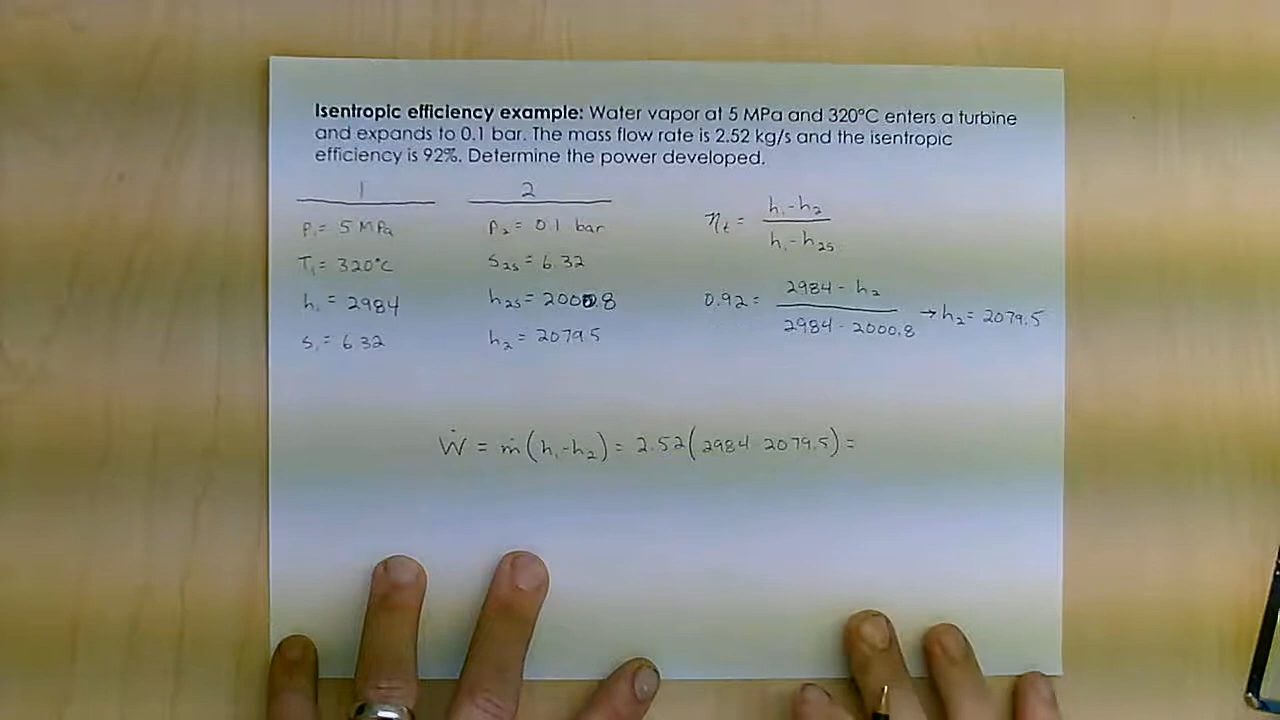 Isentropic efficiency example: Water vapor at 5 MPa and 320°C enters a turbine
and expands to 0.1 bar. The mass flow rate is 2.52 kg/s and the isentropic
efficiency is 92%. Determine the power developed.
1
P₁ = 5 MPa
T₁ = 320°C
h₁ = 2984
s₁ = 6.32
2
P₂ = 0.1 bar
s₂s = 6.32
h₂s = 2000.8
h₂ = 2079.5
ηt = (h₁-h₂)/(h₁-h₂s)
0.92 = (2984 - h₂)/(2984 - 2000.8) → h₂ = 2079.5
Ẇ = ṁ(h₁-h₂) = 2.52(2984-2079.5) =